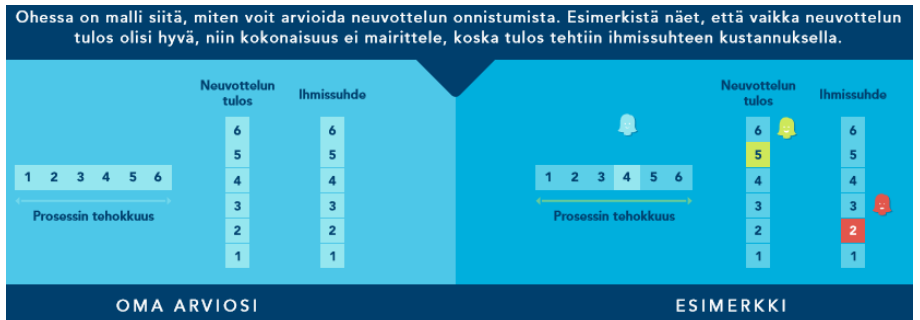 Ohessa on malli siitä, miten voit arvioida neuvottelun onnistumista. Esimerkistä näet, että vaikka neuvottelun
tulos olisi hyvä, niin kokonaisuus ei mairittele, koska tulos tehtiin ihmissuhteen kustannuksella.
Neuvottelun
tulos
Ihmissuhde
6 6
5 5
1 2 3 4 5 6
4 4
3 3
Prosessin tehokkuus
2 2
1 1
OMA ARVIOSI
Neuvottelun
tulos
Ihmissuhde
6 6
5 5
1 2 3 4 5 6
4 4
3 3
Prosessin tehokkuus
2 2
1 1
ESIMERKKI